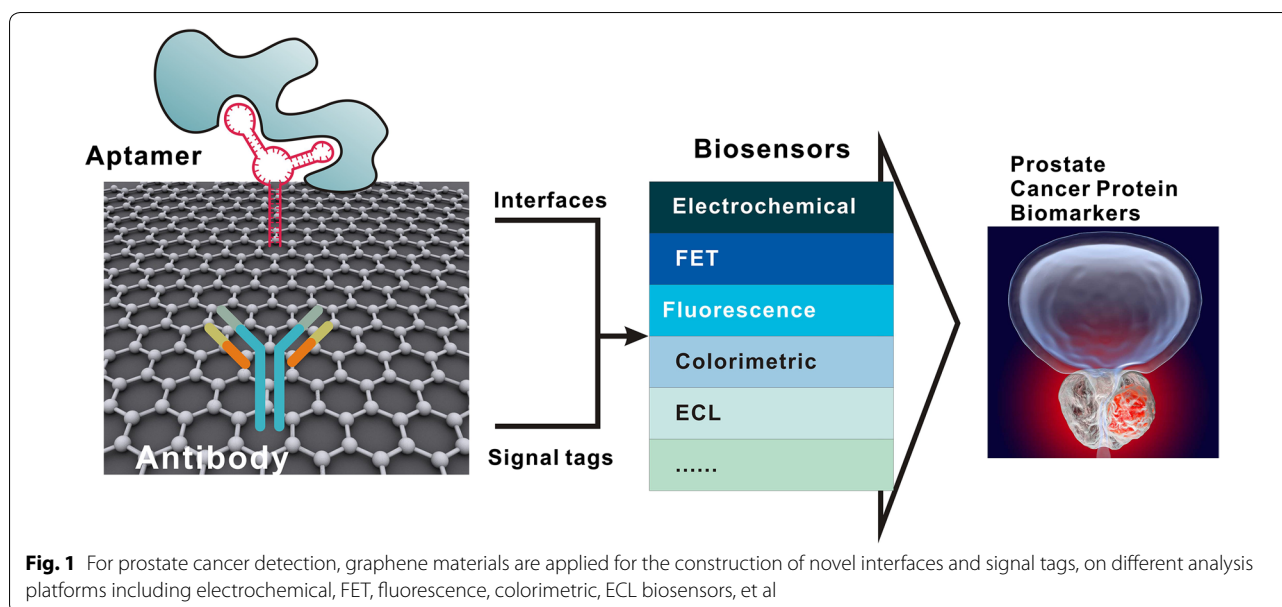 Aptamer
Antibody
Interfaces
Signal tags
Biosensors
Electrochemical
FET
Fluorescence
Colorimetric
ECL
......
Prostate
Cancer Protein
Biomarkers
Fig. 1 For prostate cancer detection, graphene materials are applied for the construction of novel interfaces and signal tags, on different analysis
platforms including electrochemical, FET, fluorescence, colorimetric, ECL biosensors, et al